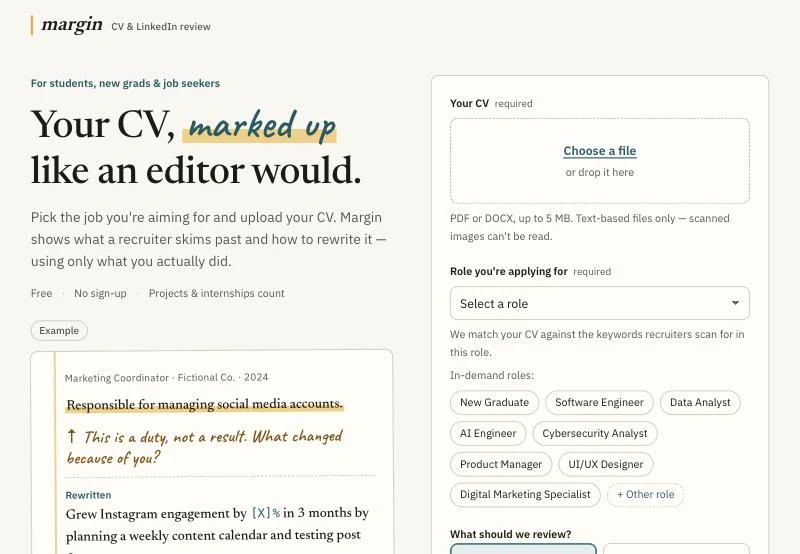 margin CV & LinkedIn review
For students, new grads & job seekers
Your CV, marked up
like an editor would.
Pick the job you're aiming for and upload your CV. Margin
shows what a recruiter skims past and how to rewrite it —
using only what you actually did.
Free · No sign-up · Projects & internships count
Example
Marketing Coordinator · Fictional Co. · 2024
Responsible for managing social media accounts.
↑ This is a duty, not a result. What changed
because of you?
Rewritten
Grew Instagram engagement by [X]% in 3 months by
planning a weekly content calendar and testing post
Your CV required
Choose a file
or drop it here
PDF or DOCX, up to 5 MB. Text-based files only — scanned
images can't be read.
Role you're applying for required
Select a role
We match your CV against the keywords recruiters scan for in
this role.
In-demand roles:
New Graduate Software Engineer Data Analyst
AI Engineer Cybersecurity Analyst
Product Manager UI/UX Designer
Digital Marketing Specialist + Other role
What should we review?